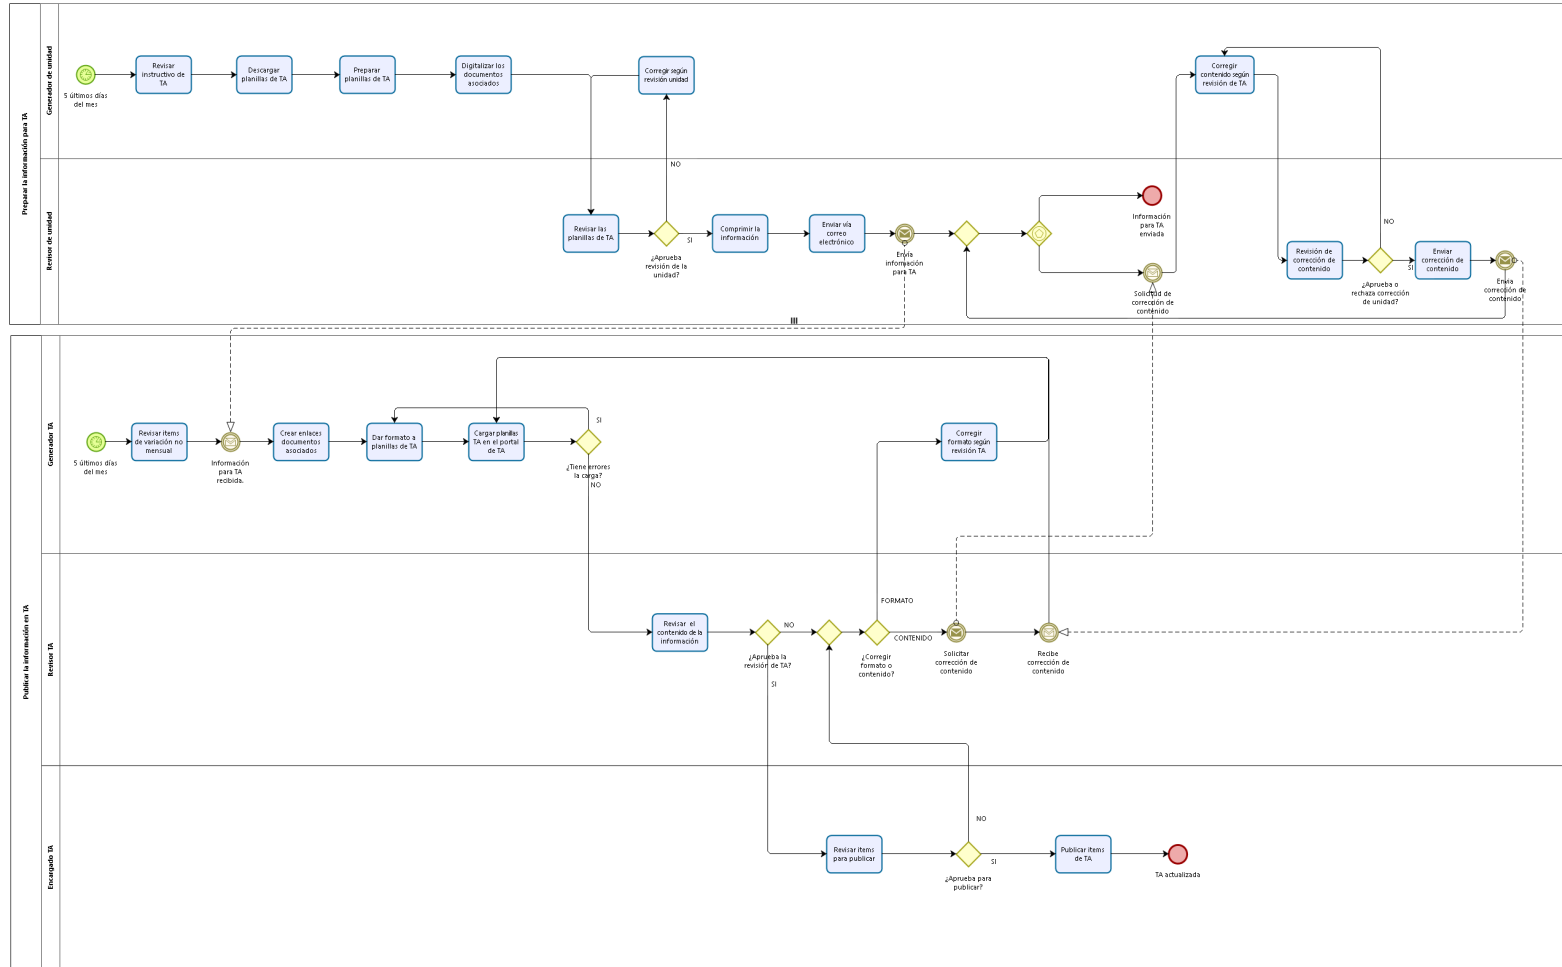 Preparar la información para TA
Generador de unidad
5 últimos días
del mes
Revisar
instructivo de
TA
Descargar
planillas de TA
Preparar
planillas de TA
Digitalizar los
documentos
asociados
Corregir según
revisión unidad
Corregir
contenido según
revisión de TA
NO
NO
Revisor de unidad
Revisar las
planillas de TA
¿Aprueba
revisión de la
unidad?
SI
Comprimir la
información
Enviar vía
correo
electrónico
Envía
información
para TA
Información
para TA
enviada
Solicitud de
corrección de
contenido
Revisión de
corrección de
contenido
¿Aprueba o
rechaza corrección
de unidad?
SI
Enviar
corrección de
contenido
Envia
corrección de
contenido
Publicar la información en TA
Generador TA
5 últimos días
del mes
Revisar items
de variación no
mensual
Información
para TA
recibida.
Crear enlaces
documentos
asociados
Dar formato a
planillas de TA
Cargar planillas
TA en el portal
de TA
SI
¿Tiene errores
la carga?
NO
Corregir
formato según
revisión TA
Revisor TA
Revisar el
contenido de la
información
¿Aprueba la
revisión de TA?
NO
SI
FORMATO
¿Corregir
formato o
contenido?
CONTENIDO
Solicitar
corrección de
contenido
Recibe
corrección de
contenido
Encargado TA
Revisar items
para publicar
NO
¿Aprueba para
publicar?
SI
Publicar items
de TA
TA actualizada